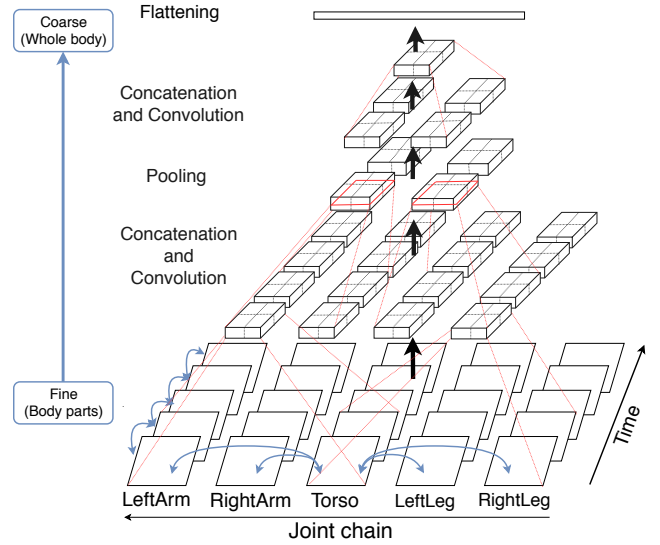 Coarse
(Whole body)
Flattening
Concatenation
and Convolution
Pooling
Concatenation
and
Convolution
Fine
(Body parts)
Time
LeftArm
RightArm
Torso
LeftLeg
RightLeg
Joint chain